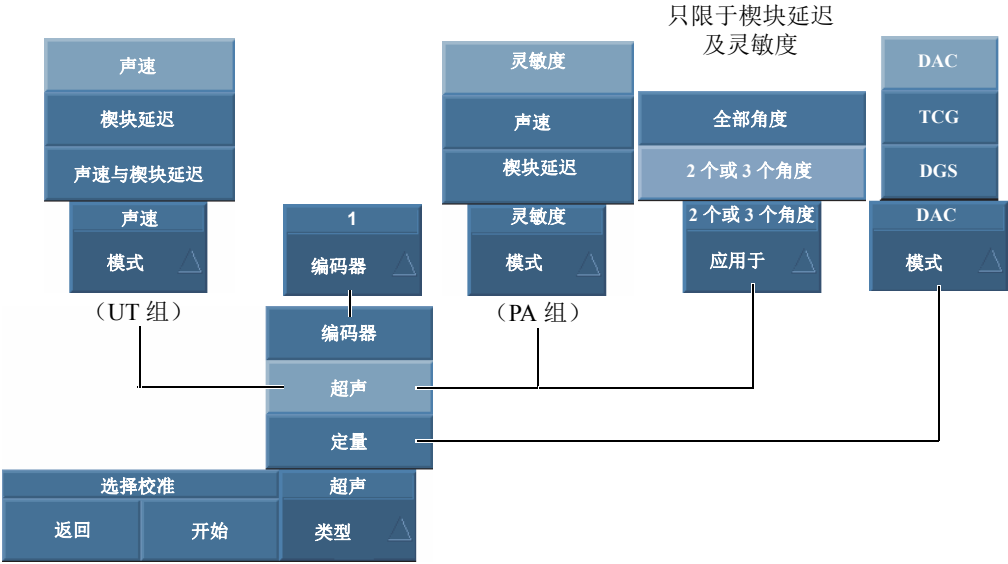 只限于楔块延迟
及灵敏度
声速
楔块延迟
声速与楔块延迟
声速
模式
（UT 组）
1
编码器
灵敏度
声速
楔块延迟
灵敏度
模式
（PA 组）
全部角度
2 个或 3 个角度
2 个或 3 个角度
应用于
DAC
TCG
DGS
DAC
模式
编码器
超声
定量
选择校准
超声
返回
开始
类型